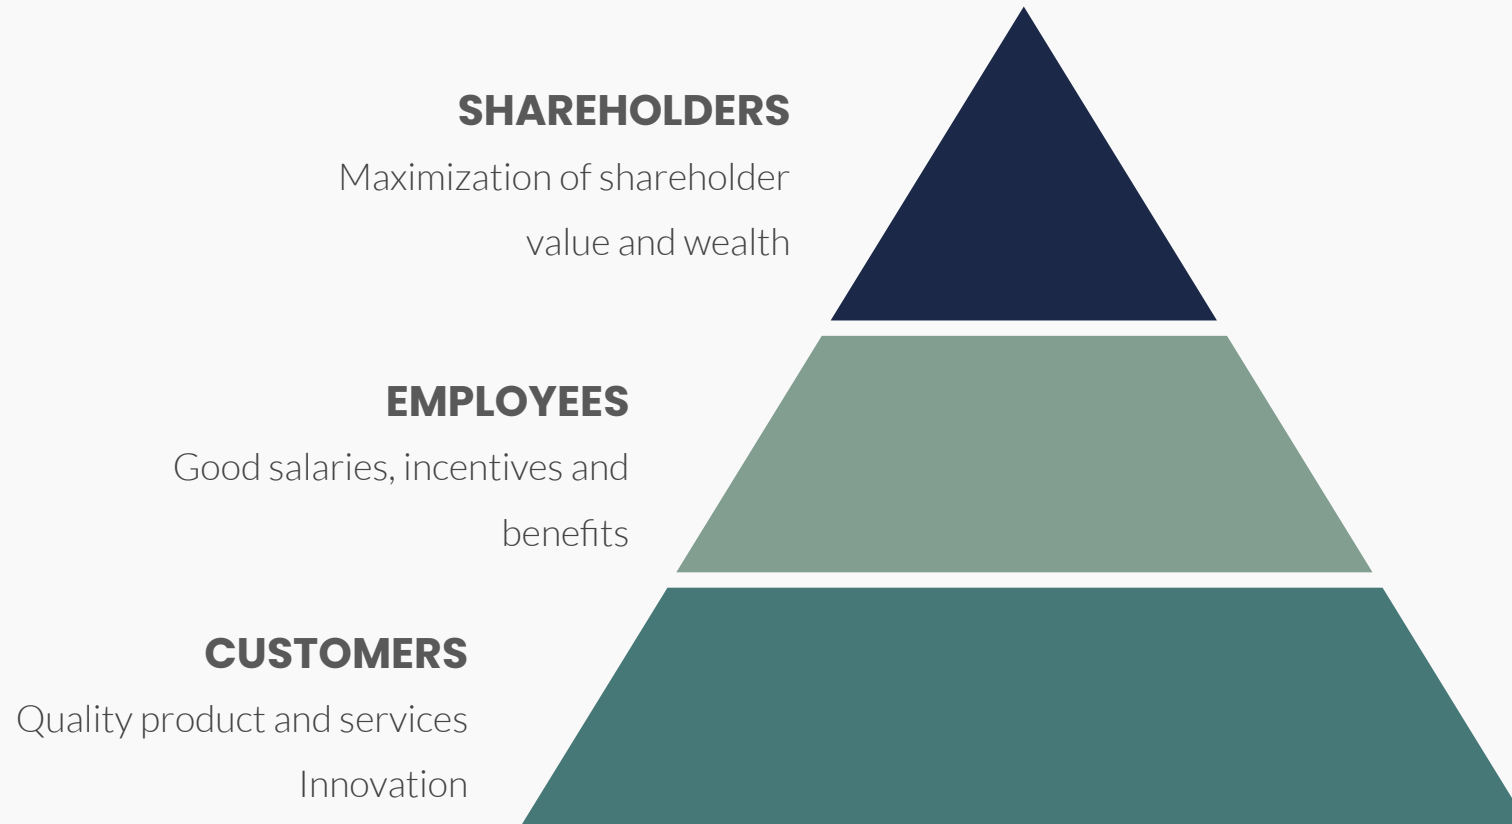 SHAREHOLDERS
Maximization of shareholder
value and wealth
EMPLOYEES
Good salaries, incentives and
benefits
CUSTOMERS
Quality product and services
Innovation